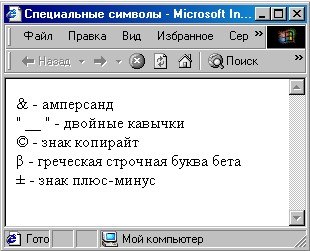 Специальные символы - Microsoft In...
Файл Правка Вид Избранное Сер »
Назад » Поиск »
& - амперсанд
" __ " - двойные кавычки
© - знак копирайт
β - греческая строчная буква бета
± - знак плюс-минус
Гото Мой компьютер